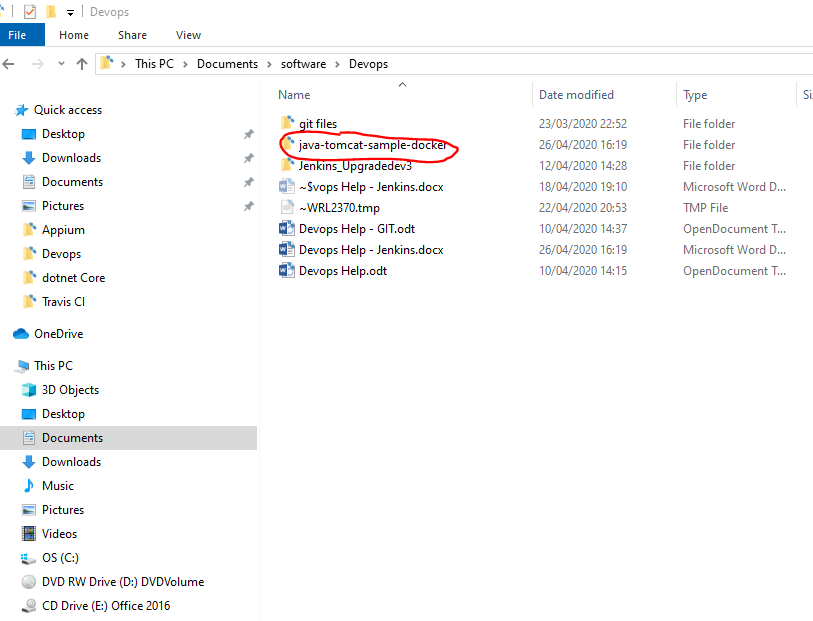 Devops
File Home Share View
This PC Documents software Devops
Name Date modified Type Si
Quick access
Desktop
Downloads
Documents
Pictures
Appium
Devops
dotnet Core
Travis CI
OneDrive
This PC
3D Objects
Desktop
Documents
Downloads
Music
Pictures
Videos
OS (C:)
DVD RW Drive (D:) DVDVolume
CD Drive (E:) Office 2016
git files 23/03/2020 22:52 File folder
java-tomcat-sample-docker 26/04/2020 16:19 File folder
Jenkins_Upgradedev3 12/04/2020 14:28 File folder
~$vops Help - Jenkins.docx 18/04/2020 19:10 Microsoft Word D...
~WRL2370.tmp 22/04/2020 20:53 TMP File
Devops Help - GIT.odt 10/04/2020 14:37 OpenDocument T...
Devops Help - Jenkins.docx 26/04/2020 16:19 Microsoft Word D...
Devops Help.odt 10/04/2020 14:15 OpenDocument T...